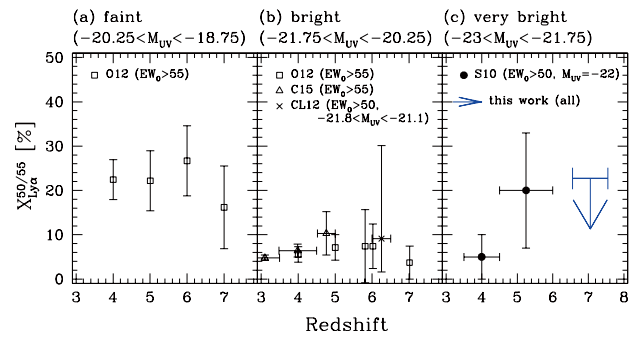 (a) faint
(−20.25<M_UV<−18.75)
(b) bright
(−21.75<M_UV<−20.25)
(c) very bright
(−23<M_UV<−21.75)
O12 (EW_0>55)
O12 (EW_0>55)
C15 (EW_0>55)
CL12 (EW_0>50,
−21.8<M_UV<−21.1)
S10 (EW_0>50, M_UV=−22)
this work (all)
X_Lyα^50/55 [%]
50
40
30
20
10
0
3 4 5 6 7
3 4 5 6 7
3 4 5 6 7 8
Redshift